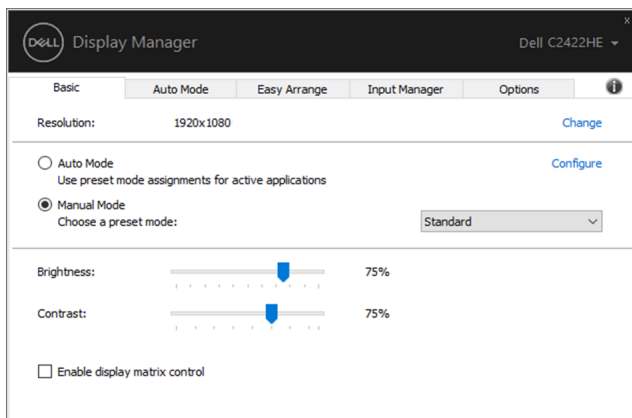 x
DELL Display Manager Dell C2422HE
Basic Auto Mode Easy Arrange Input Manager Options i
Resolution: 1920x1080 Change
Auto Mode Configure
Use preset mode assignments for active applications
Manual Mode
Choose a preset mode: Standard
Brightness: 75%
Contrast: 75%
Enable display matrix control